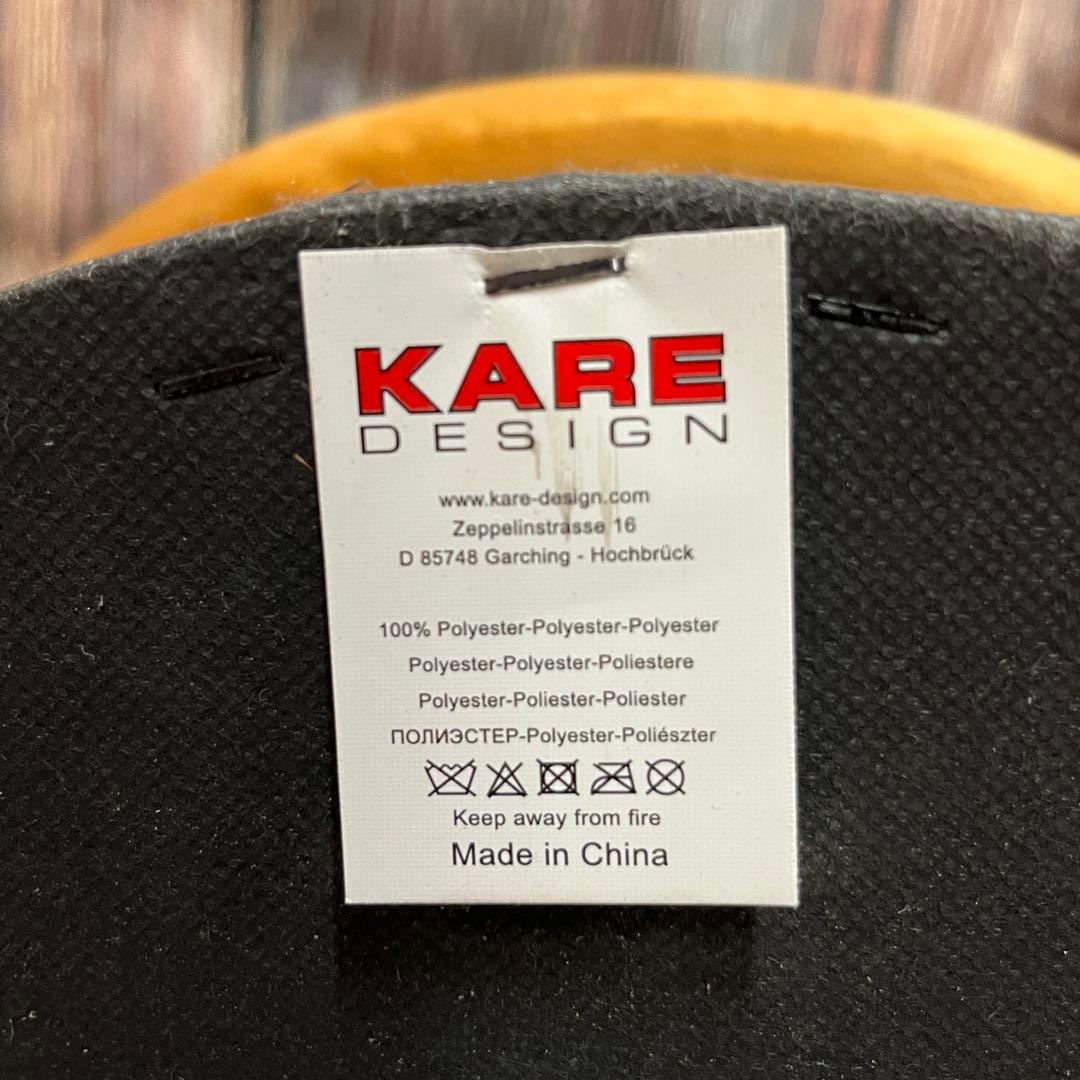 KARE
DESIGN
www.kare-design.com
Zeppelinstrasse 16
D 85748 Garching - Hochbrück
100% Polyester-Polyester-Polyester
Polyester-Polyester-Poliestere
Polyester-Poliester-Poliester
ПОЛИЭСТЕР-Polyester-Poliészter
Keep away from fire
Made in China